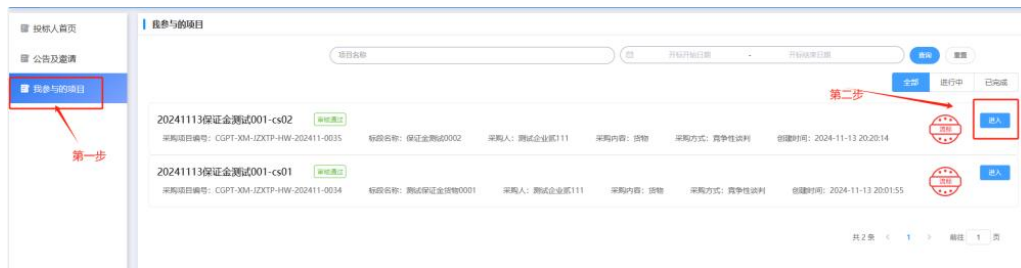 投标人首页
公告及邀请
我参与的项目
第一步
我参与的项目
项目名称 开标开始日期 - 开标结束日期 查询 重置
全部 进行中 已完成
第二步
20241113保证金测试001-cs02 审核通过
采购项目编号：CGPT-XM-JZXTP-HW-202411-0035 标段名称：保证金测试0002 采购人：测试企业贰111 采购内容：货物 采购方式：竞争性谈判 创建时间：2024-11-13 20:20:14
流标 进入
20241113保证金测试001-cs01 审核通过
采购项目编号：CGPT-XM-JZXTP-HW-202411-0034 标段名称：测试保证金货物0001 采购人：测试企业贰111 采购内容：货物 采购方式：竞争性谈判 创建时间：2024-11-13 20:01:55
流标 进入
共 2 条 < 1 > 前往 1 页